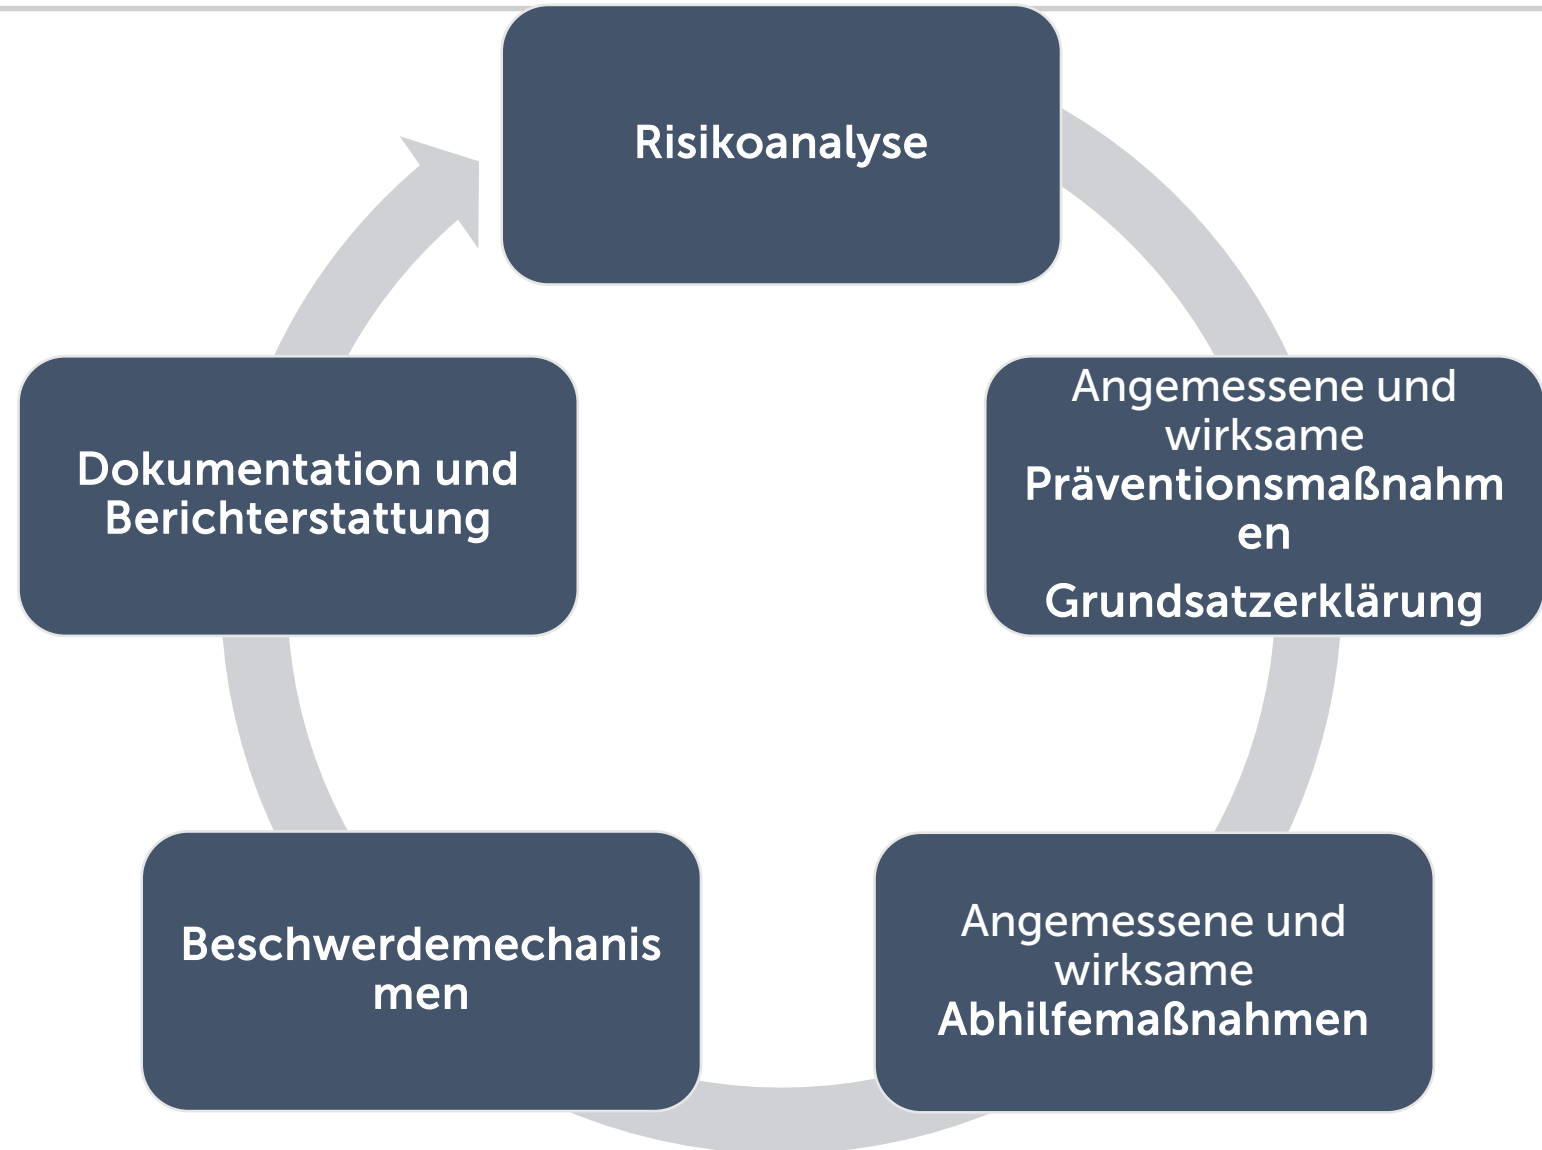 Risikoanalyse
Angemessene und
wirksame
Präventionsmaßnahm
en
Grundsatzerklärung
Angemessene und
wirksame
Abhilfemaßnahmen
Beschwerdemechanis
men
Dokumentation und
Berichterstattung